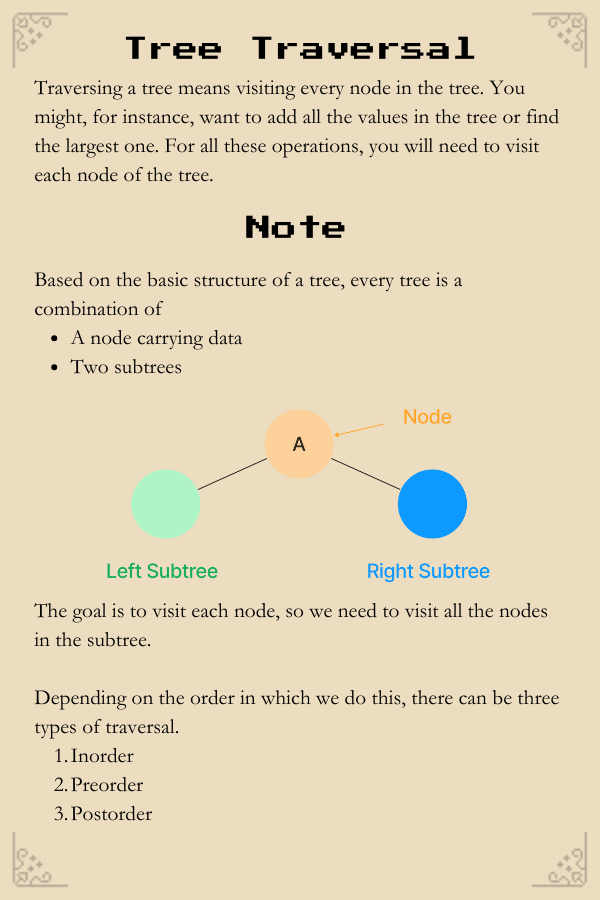 Tree Traversal
Traversing a tree means visiting every node in the tree. You
might, for instance, want to add all the values in the tree or find
the largest one. For all these operations, you will need to visit
each node of the tree.
Note
Based on the basic structure of a tree, every tree is a
combination of
• A node carrying data
• Two subtrees
Node
A
Left Subtree
Right Subtree
The goal is to visit each node, so we need to visit all the nodes
in the subtree.
Depending on the order in which we do this, there can be three
types of traversal.
1. Inorder
2. Preorder
3. Postorder